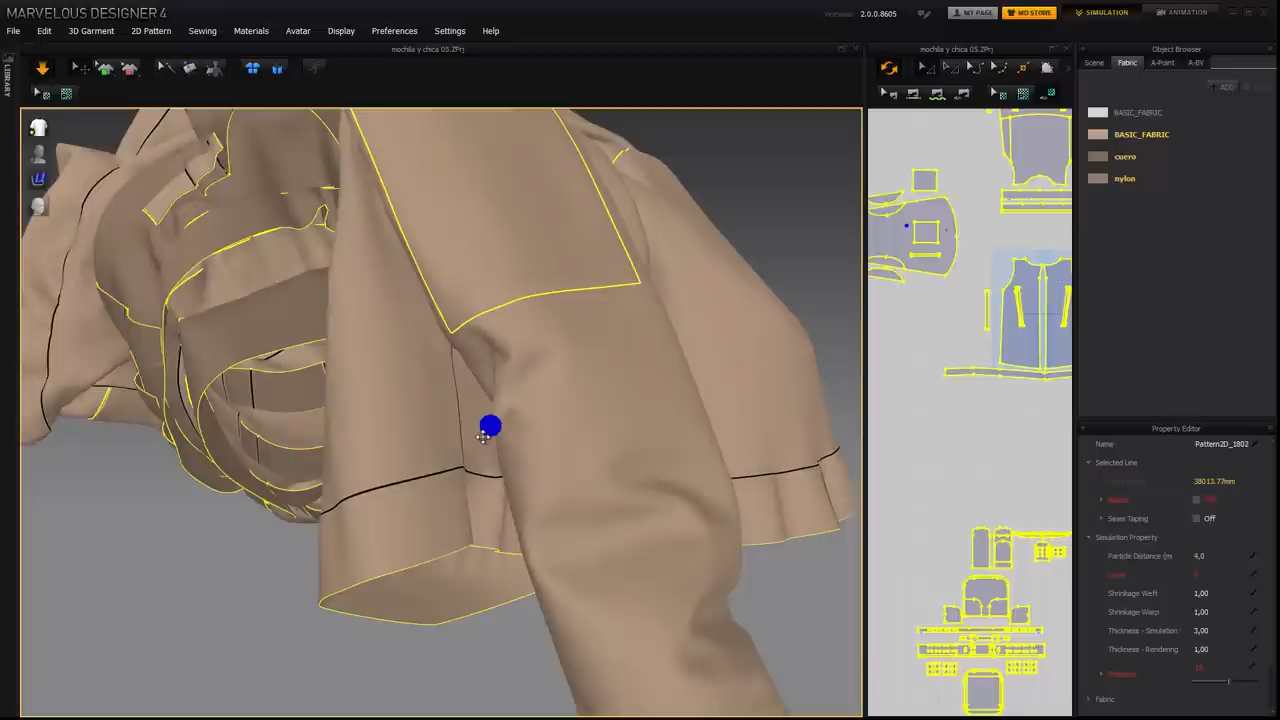 MARVELOUS DESIGNER 4
2.0.0.8605
MY PAGE
MD STORE
SIMULATION
ANIMATION
File Edit 3D Garment 2D Pattern Sewing Materials Avatar Display Preferences Settings Help
mochila y chica 05.ZPrj
mochila y chica 05.ZPrj
Object Browser
LIBRARY
Scene Fabric A-Point A-BV
ADD
BASIC_FABRIC
BASIC_FABRIC
cuero
nylon
Property Editor
Name Pattern2D_1802
Selected Line
38013.77mm
Seam Taping Off
Simulation Property
Particle Distance (m 4,0
Shrinkage Weft 1,00
Shrinkage Warp 1,00
Thickness - Simulation 3,00
Thickness - Rendering 1,00
Fabric